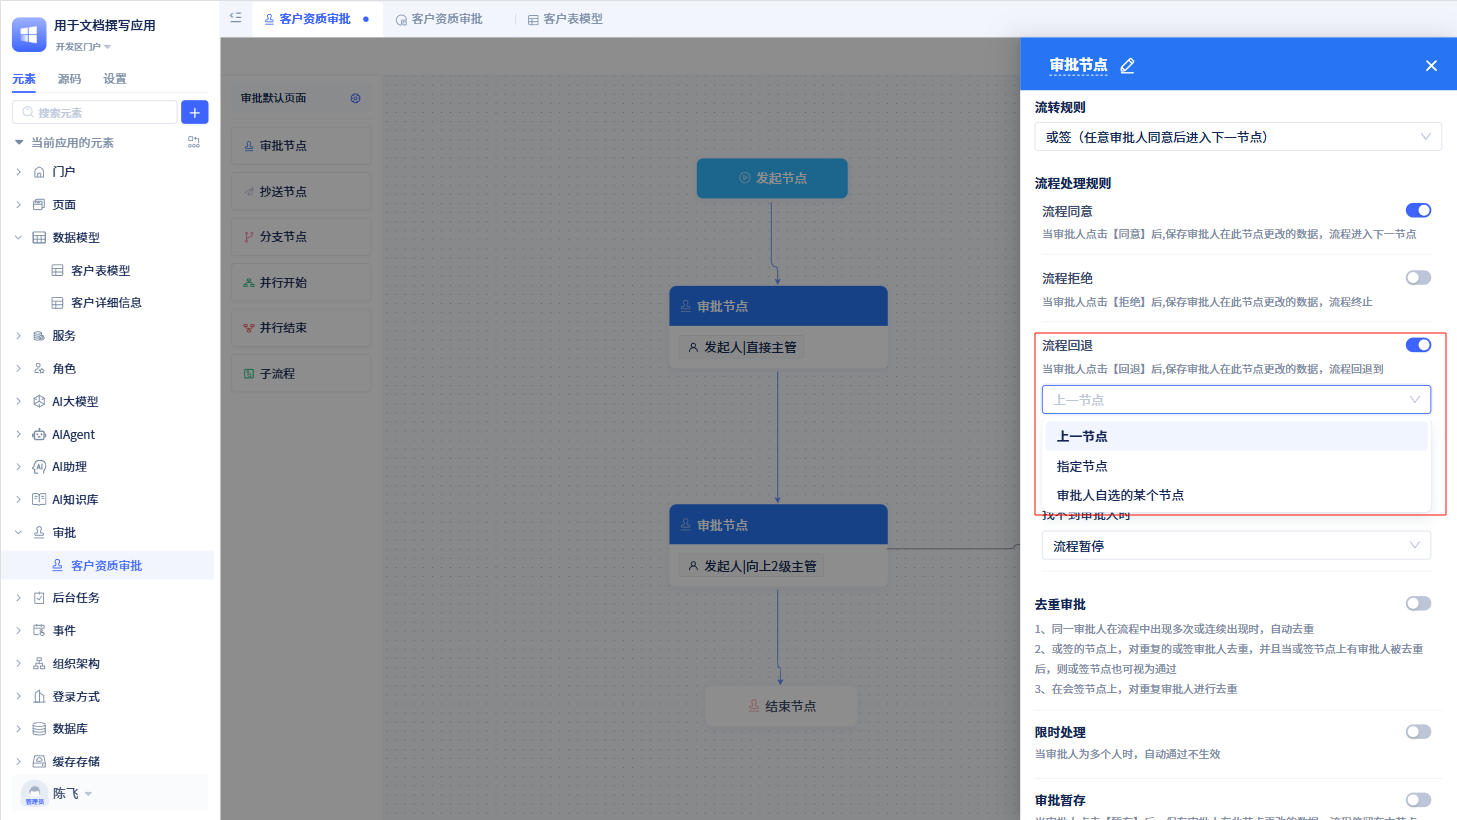 用于文档撰写应用
开发区门户
元素 源码 设置
搜索元素
当前应用的元素
门户
页面
数据模型
客户表模型
客户详细信息
服务
角色
AI大模型
AIAgent
AI助理
AI知识库
审批
客户资质审批
后台任务
事件
组织架构
登录方式
数据库
缓存存储
陈飞
管理员
客户资质审批 客户资质审批 客户表模型
审批默认页面
审批节点
抄送节点
分支节点
并行开始
并行结束
子流程
发起节点
审批节点
发起人|直接主管
审批节点
发起人|向上2级主管
结束节点
审批节点
流转规则
或签（任意审批人同意后进入下一节点）
流程处理规则
流程同意
当审批人点击【同意】后,保存审批人在此节点更改的数据，流程进入下一节点
流程拒绝
当审批人点击【拒绝】后,保存审批人在此节点更改的数据，流程终止
流程回退
当审批人点击【回退】后,保存审批人在此节点更改的数据，流程回退到
上一节点
上一节点
指定节点
审批人自选的某个节点
找不到审批人时
流程暂停
去重审批
1、同一审批人在流程中出现多次或连续出现时，自动去重
2、或签的节点上，对重复的或签审批人去重，并且当或签节点上有审批人被去重
后，则或签节点也可视为通过
3、在会签节点上，对重复审批人进行去重
限时处理
当审批人为多个人时，自动通过不生效
审批暂存